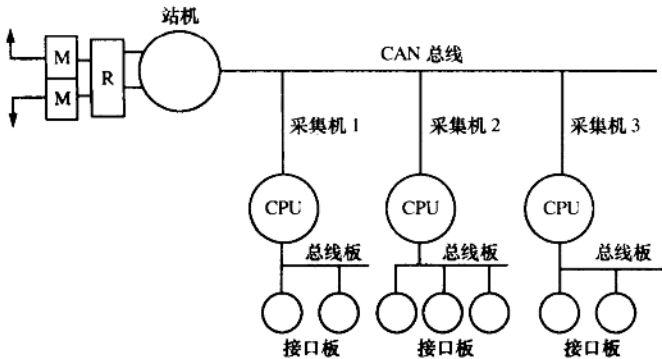 站机
M
M
R
CAN 总线
采集机 1
采集机 2
采集机 3
CPU
CPU
CPU
总线板
总线板
总线板
接口板
接口板
接口板